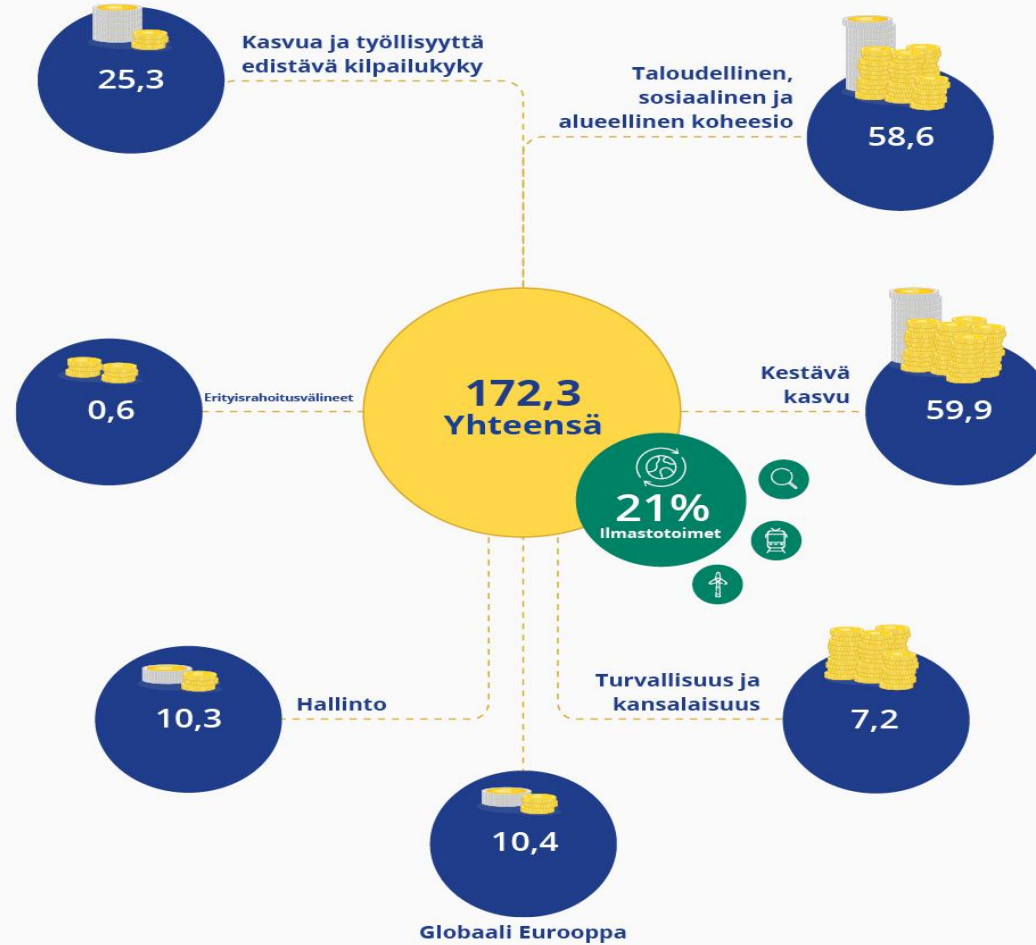 25,3
Kasvua ja työllisyyttä
edistävä kilpailukyky
Taloudellinen,
sosiaalinen ja
alueellinen koheesio
58,6
0,6
Erityisrahoitusvälineet
172,3
Yhteensä
Kestävä
kasvu
59,9
21%
Ilmastotoimet
10,3
Hallinto
Turvallisuus ja
kansalaisuus
7,2
10,4
Globaali Eurooppa